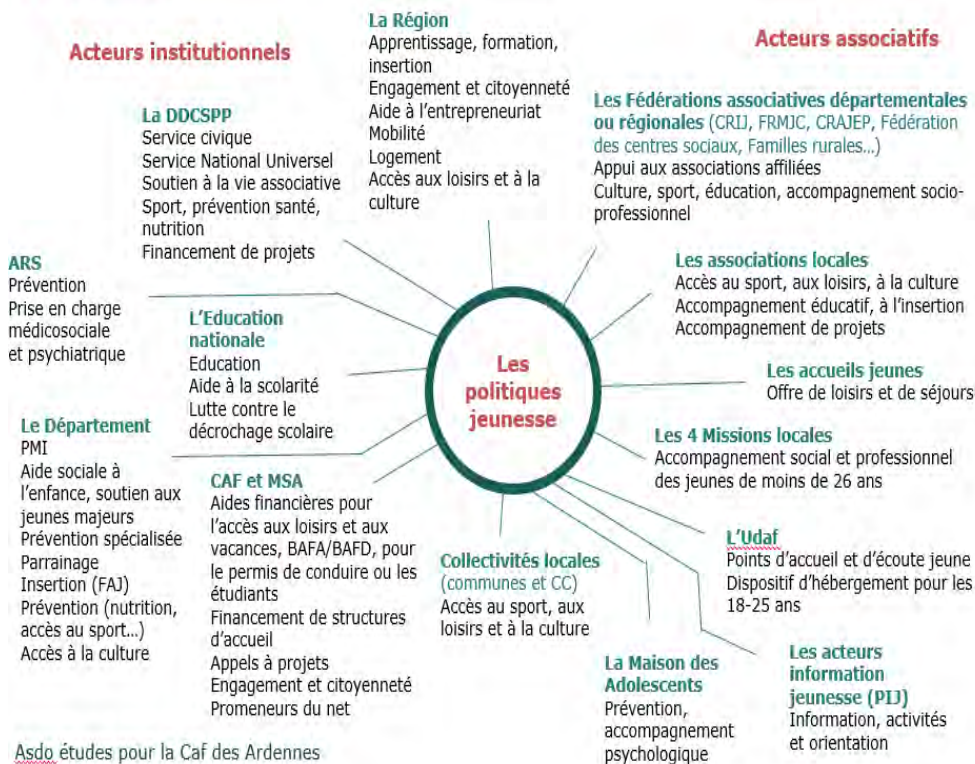 Acteurs institutionnels
La Région
Apprentissage, formation,
insertion
Engagement et citoyenneté
Aide à l'entrepreneuriat
Mobilité
Logement
Accès aux loisirs et à la
culture
Acteurs associatifs
La DDCSPP
Service civique
Service National Universel
Soutien à la vie associative
Sport, prévention santé,
nutrition
Financement de projets
Les Fédérations associatives départementales
ou régionales (CRIJ, FRMJC, CRAJEP, Fédération
des centres sociaux, Familles rurales...)
Appui aux associations affiliées
Culture, sport, éducation, accompagnement socio-
professionnel
ARS
Prévention
Prise en charge
médicosociale
et psychiatrique
L'Education
nationale
Education
Aide à la scolarité
Lutte contre le
décrochage scolaire
Les
politiques
jeunesse
Les associations locales
Accès au sport, aux loisirs, à la culture
Accompagnement éducatif, à l'insertion
Accompagnement de projets
Les accueils jeunes
Offre de loisirs et de séjours
Les 4 Missions locales
Accompagnement social et professionnel
des jeunes de moins de 26 ans
Le Département
PMI
Aide sociale à
l'enfance, soutien aux
jeunes majeurs
Prévention spécialisée
Parrainage
Insertion (FAJ)
Prévention (nutrition,
accès au sport...)
Accès à la culture
CAF et MSA
Aides financières pour
l'accès aux loisirs et aux
vacances, BAFA/BAFD, pour
le permis de conduire ou les
étudiants
Financement de structures
d'accueil
Appels à projets
Engagement et citoyenneté
Promeneurs du net
Collectivités locales
(communes et CC)
Accès au sport, aux
loisirs et à la culture
L'Udaf
Points d'accueil et d'écoute jeune
Dispositif d'hébergement pour les
18-25 ans
La Maison des
Adolescents
Prévention,
accompagnement
psychologique
Les acteurs
information
jeunesse (PIJ)
Information, activités
et orientation
Asdo études pour la Caf des Ardennes